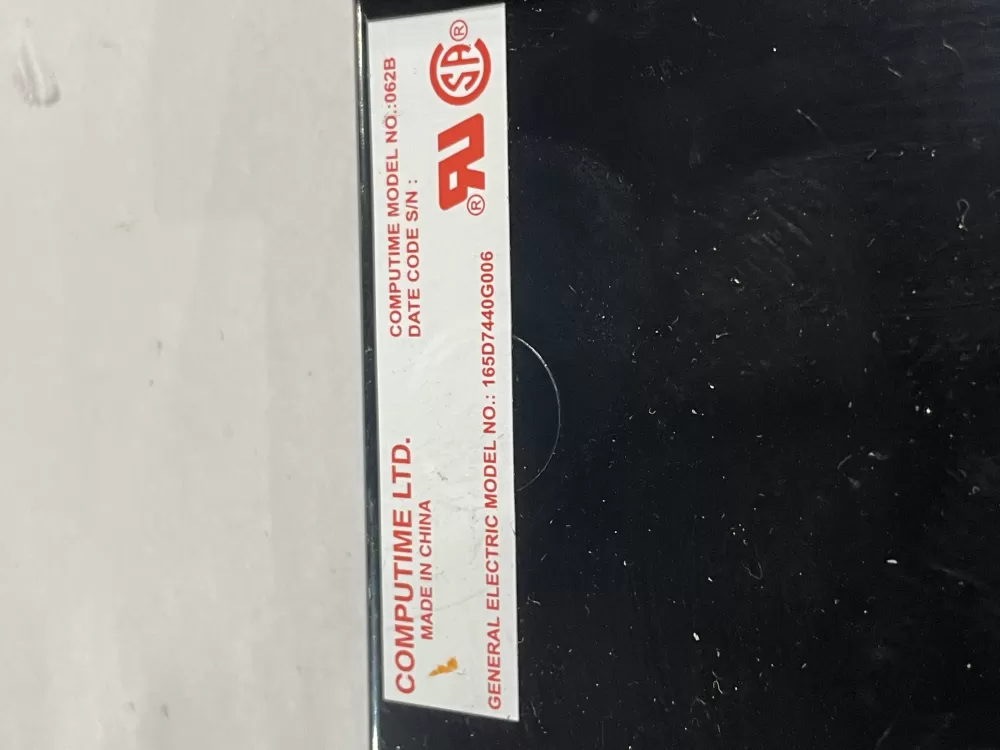 COMPUTIME LTD.
MADE IN CHINA
COMPUTIME MODEL NO.:062B
DATE CODE S/N :
GENERAL ELECTRIC MODEL NO.: 165D7440G006